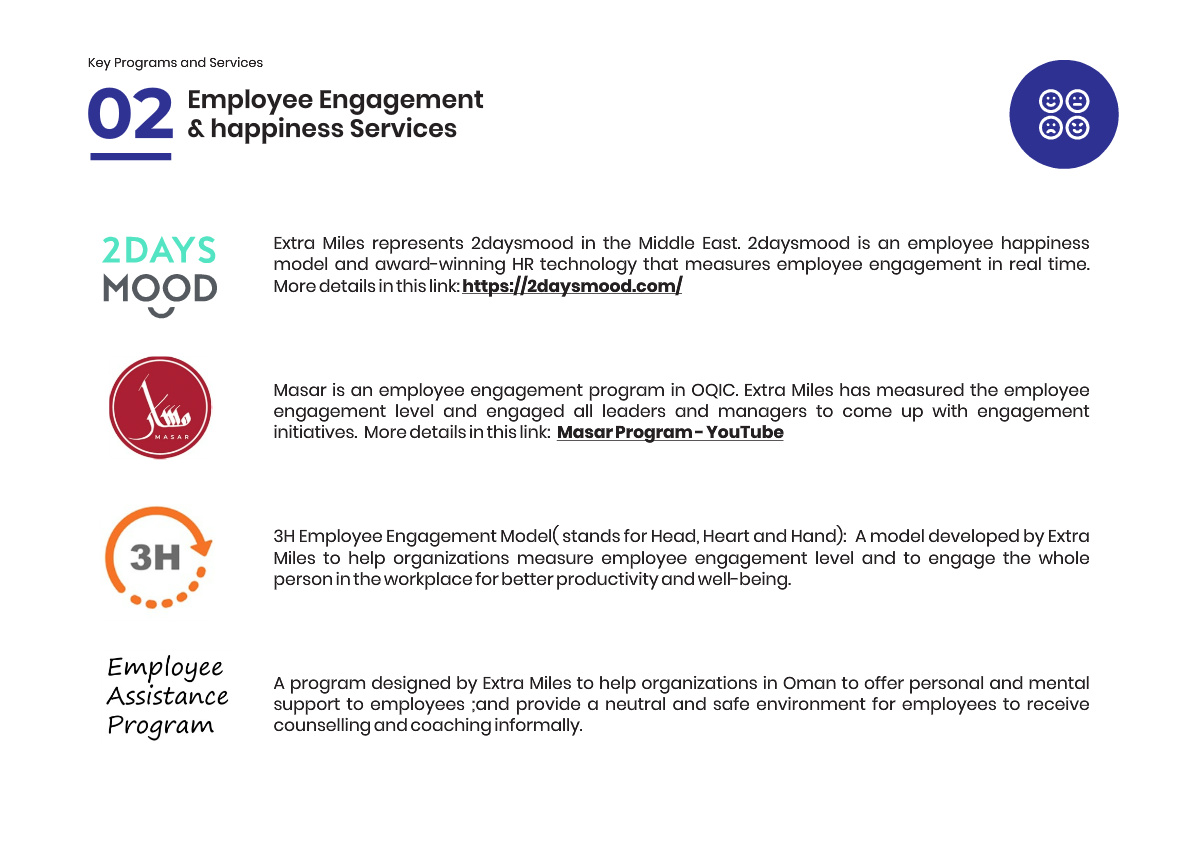 Key Programs and Services
02
Employee Engagement
& happiness Services
2DAYS
MOOD
Extra Miles represents 2daysmood in the Middle East. 2daysmood is an employee happiness
model and award-winning HR technology that measures employee engagement in real time.
More details in this link: https://2daysmood.com/
مسار
MASAR
Masar is an employee engagement program in OQIC. Extra Miles has measured the employee
engagement level and engaged all leaders and managers to come up with engagement
initiatives. More details in this link: Masar Program - YouTube
3H
3H Employee Engagement Model( stands for Head, Heart and Hand): A model developed by Extra
Miles to help organizations measure employee engagement level and to engage the whole
person in the workplace for better productivity and well-being.
Employee
Assistance
Program
A program designed by Extra Miles to help organizations in Oman to offer personal and mental
support to employees ;and provide a neutral and safe environment for employees to receive
counselling and coaching informally.